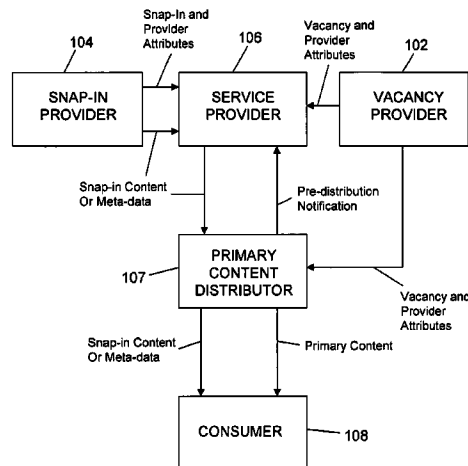 Snap-In and
Provider
Attributes
Vacancy and
Provider
Attributes
104
106
102
SNAP-IN
PROVIDER
SERVICE
PROVIDER
VACANCY
PROVIDER
Snap-in Content
Or Meta-data
Pre-distribution
Notification
107
PRIMARY
CONTENT
DISTRIBUTOR
Vacancy and
Provider
Attributes
Snap-in Content
Or Meta-data
Primary Content
CONSUMER
108